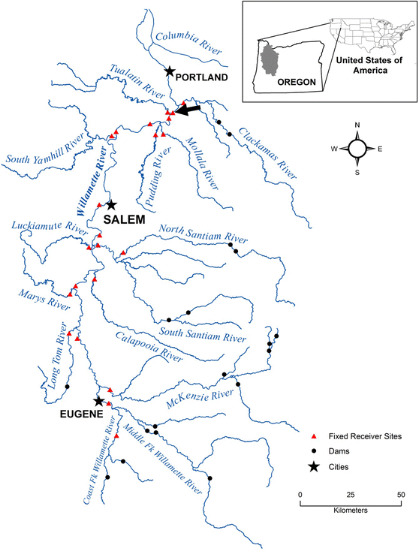 Columbia River
PORTLAND
Tualatin River
OREGON
United States of
America
South Yamhill River
Willamette River
Pudding River
Mollala River
Clackamas River
N
W
E
S
SALEM
Luckiamute River
North Santiam River
Marys River
South Santiam River
Calapooia River
Long Tom River
McKenzie River
EUGENE
Coast Fk Willamette River
Middle Fk Willamette River
Fixed Receiver Sites
Dams
Cities
0
50
Kilometers